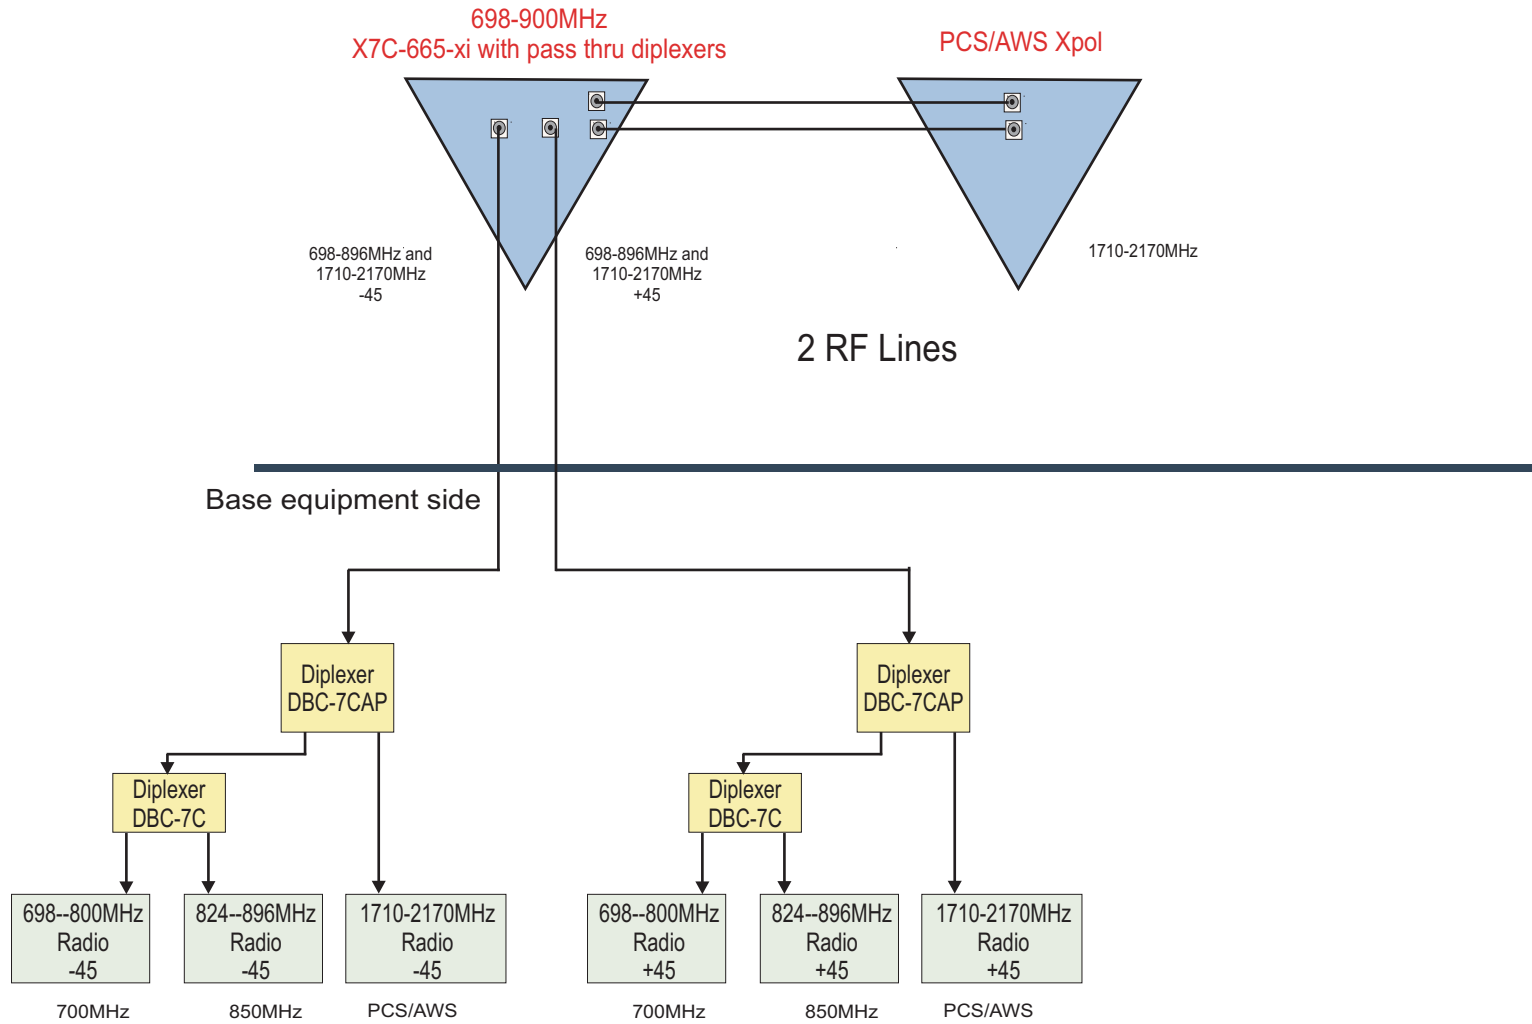 698-900MHz
X7C-665-xi with pass thru diplexers
PCS/AWS Xpol
698-896MHz and
1710-2170MHz
-45
698-896MHz and
1710-2170MHz
+45
1710-2170MHz
2 RF Lines
Base equipment side
Diplexer
DBC-7CAP
Diplexer
DBC-7CAP
Diplexer
DBC-7C
Diplexer
DBC-7C
698--800MHz
Radio
-45
824--896MHz
Radio
-45
1710-2170MHz
Radio
-45
698--800MHz
Radio
+45
824--896MHz
Radio
+45
1710-2170MHz
Radio
+45
700MHz
850MHz
PCS/AWS
700MHz
850MHz
PCS/AWS